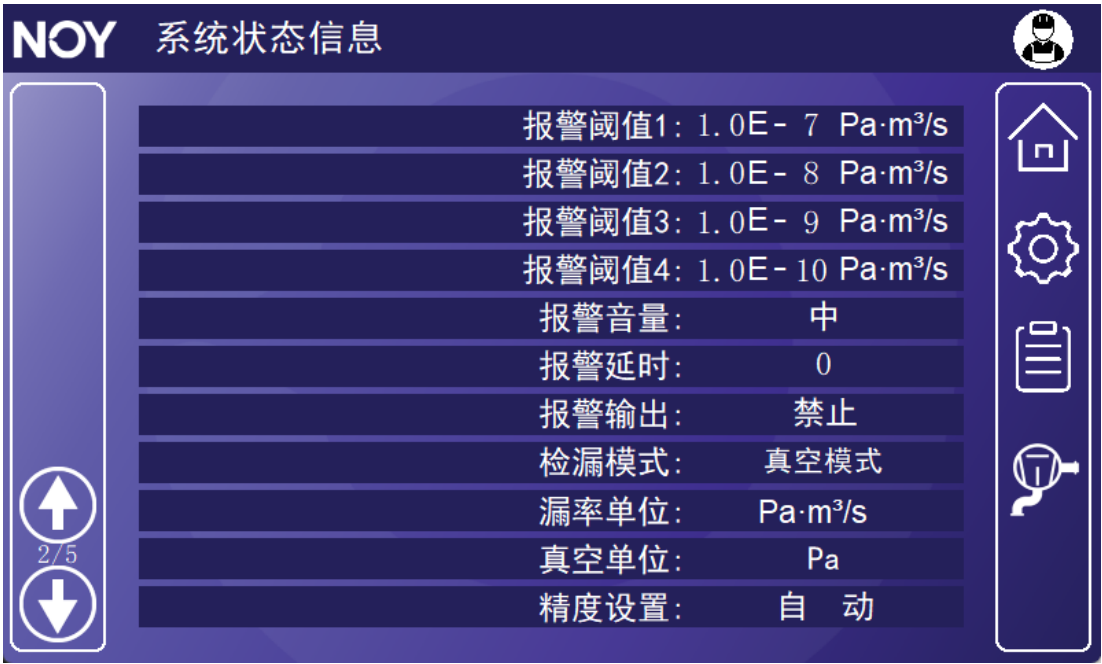 NOY 系统状态信息
报警阈值1: 1.0E- 7 Pa·m³/s
报警阈值2: 1.0E- 8 Pa·m³/s
报警阈值3: 1.0E- 9 Pa·m³/s
报警阈值4: 1.0E-10 Pa·m³/s
报警音量: 中
报警延时: 0
报警输出: 禁止
检漏模式: 真空模式
漏率单位: Pa·m³/s
真空单位: Pa
精度设置: 自 动
2/5